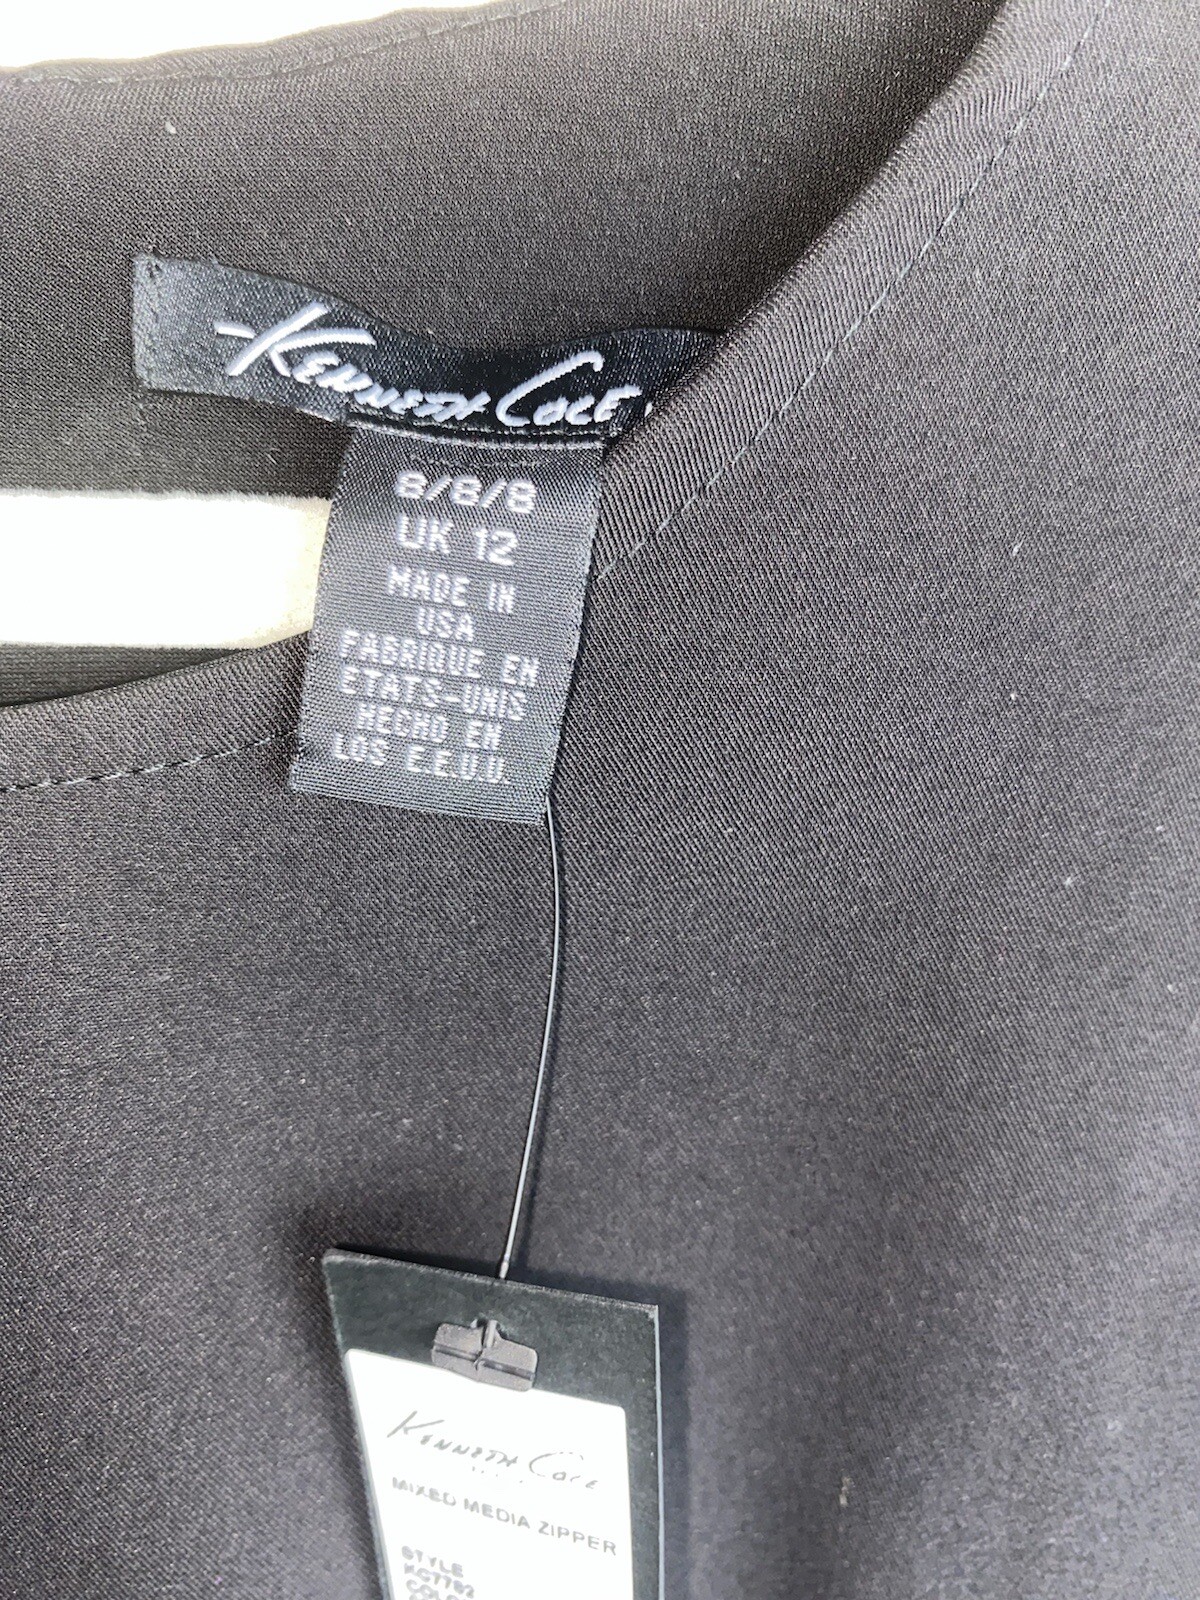 KENNETH COLE
8/8/8
UK 12
MADE IN
USA
FABRIQUE EN
ETATS-UNIS
HECHO EN
LOS E.E.U.U.
KENNETH COLE
MIXED MEDIA ZIPPER
STYLE
KC7792